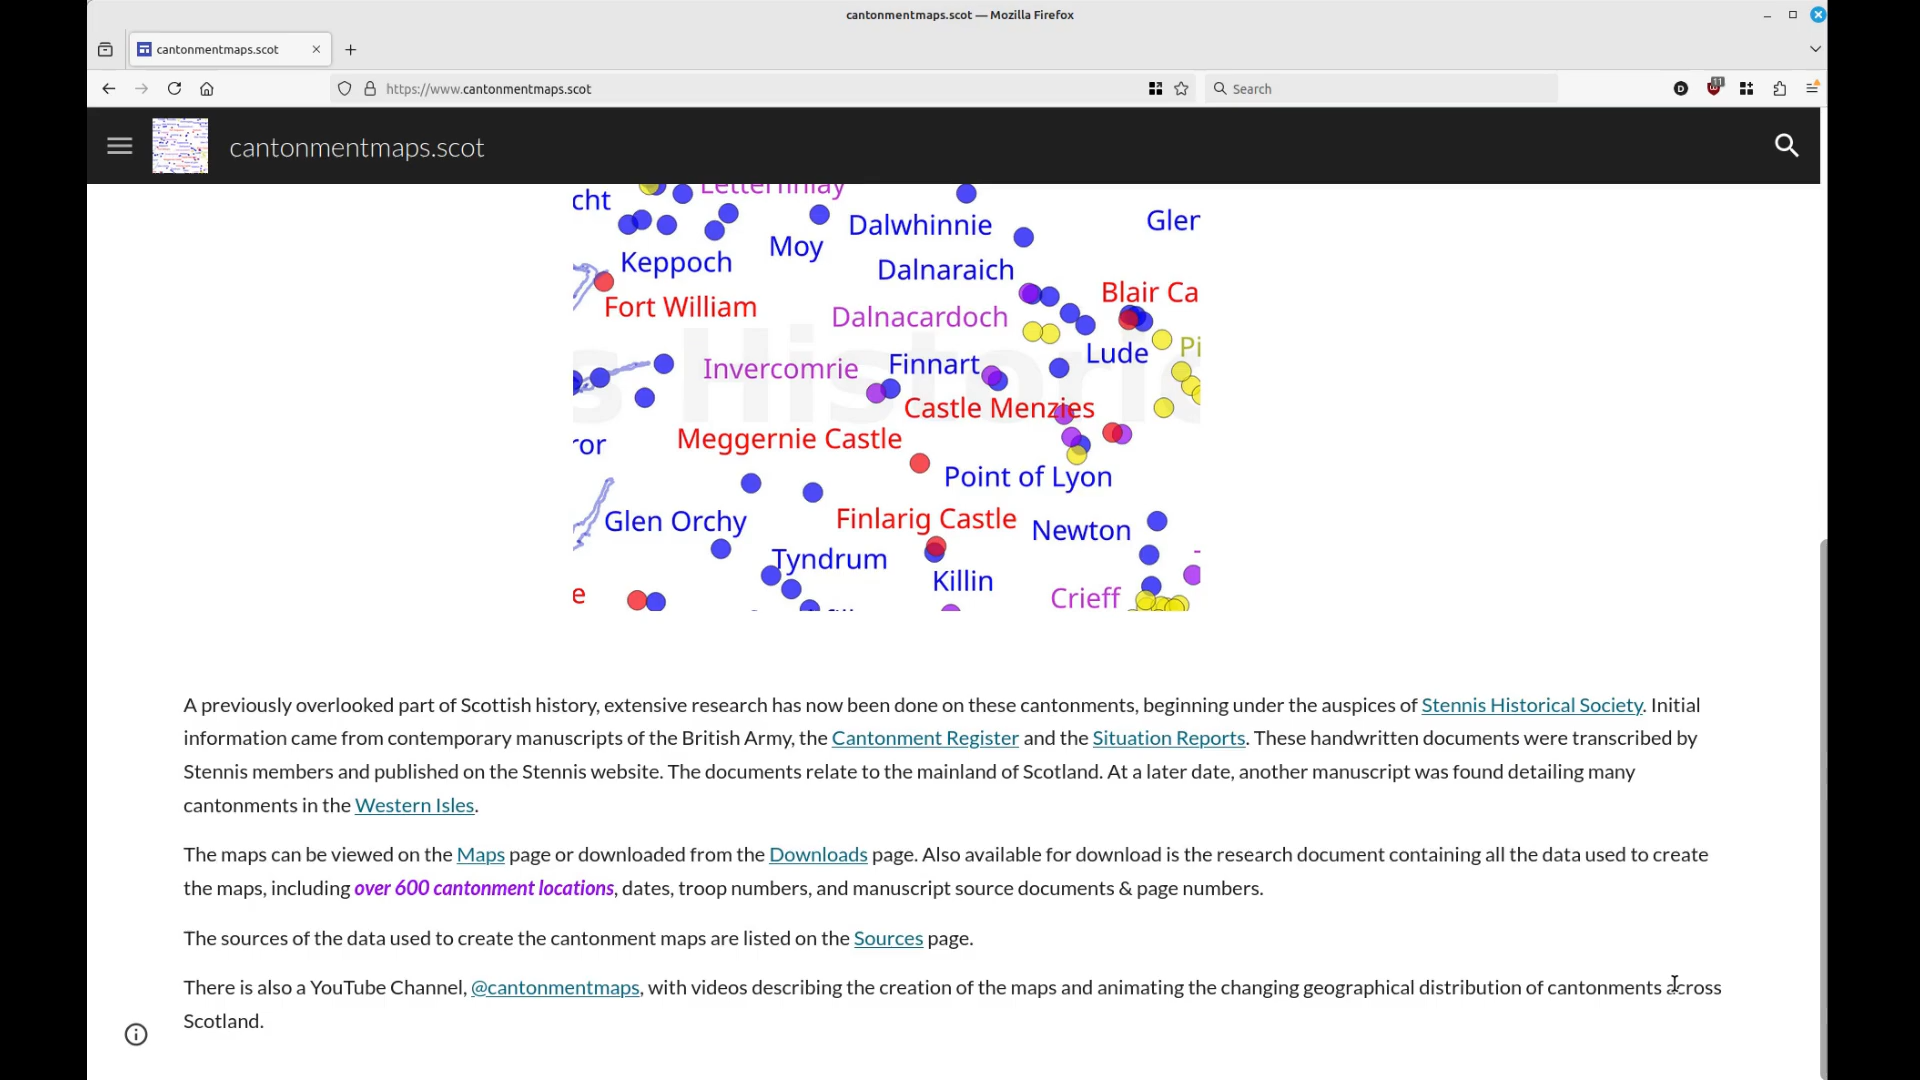 cantonmentmaps.scot — Mozilla Firefox
cantonmentmaps.scot
https://www.cantonmentmaps.scot
Search
11
cantonmentmaps.scot
Letterfinlay
cht
Dalwhinnie
Gler
Moy
Keppoch
Dalnaraich
Blair Ca
Fort William
Dalnacardoch
s Historic
Pi
Lude
Finnart
Invercomrie
Castle Menzies
Meggernie Castle
ror
Point of Lyon
Finlarig Castle
Glen Orchy
Newton
Tyndrum
Killin
e
Crieff
A previously overlooked part of Scottish history, extensive research has now been done on these cantonments, beginning under the auspices of Stennis Historical Society. Initial
information came from contemporary manuscripts of the British Army, the Cantonment Register and the Situation Reports. These handwritten documents were transcribed by
Stennis members and published on the Stennis website. The documents relate to the mainland of Scotland. At a later date, another manuscript was found detailing many
cantonments in the Western Isles.
The maps can be viewed on the Maps page or downloaded from the Downloads page. Also available for download is the research document containing all the data used to create
the maps, including over 600 cantonment locations, dates, troop numbers, and manuscript source documents & page numbers.
The sources of the data used to create the cantonment maps are listed on the Sources page.
There is also a YouTube Channel, @cantonmentmaps, with videos describing the creation of the maps and animating the changing geographical distribution of cantonments across
Scotland.